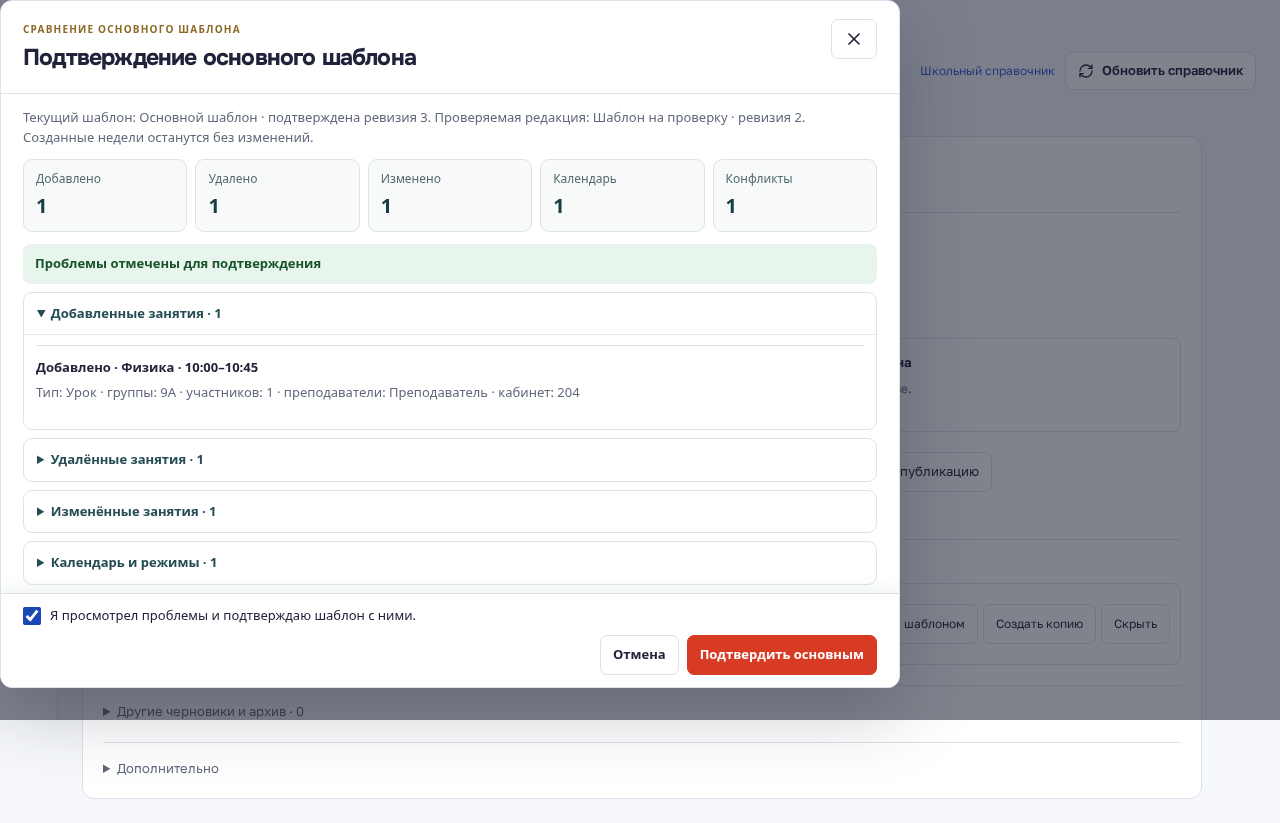 СРАВНЕНИЕ ОСНОВНОГО ШАБЛОНА
Подтверждение основного шаблона
Школьный справочник
Обновить справочник
Текущий шаблон: Основной шаблон · подтверждена ревизия 3. Проверяемая редакция: Шаблон на проверку · ревизия 2.
Созданные недели останутся без изменений.
Добавлено
1
Удалено
1
Изменено
1
Календарь
1
Конфликты
1
Проблемы отмечены для подтверждения
Добавленные занятия · 1
Добавлено · Физика · 10:00–10:45
Тип: Урок · группы: 9А · участников: 1 · преподаватели: Преподаватель · кабинет: 204
Удалённые занятия · 1
Изменённые занятия · 1
Календарь и режимы · 1
Я просмотрел проблемы и подтверждаю шаблон с ними.
Отмена
Подтвердить основным
на
е.
публикацию
шаблоном
Создать копию
Скрыть
Другие черновики и архив · 0
Дополнительно